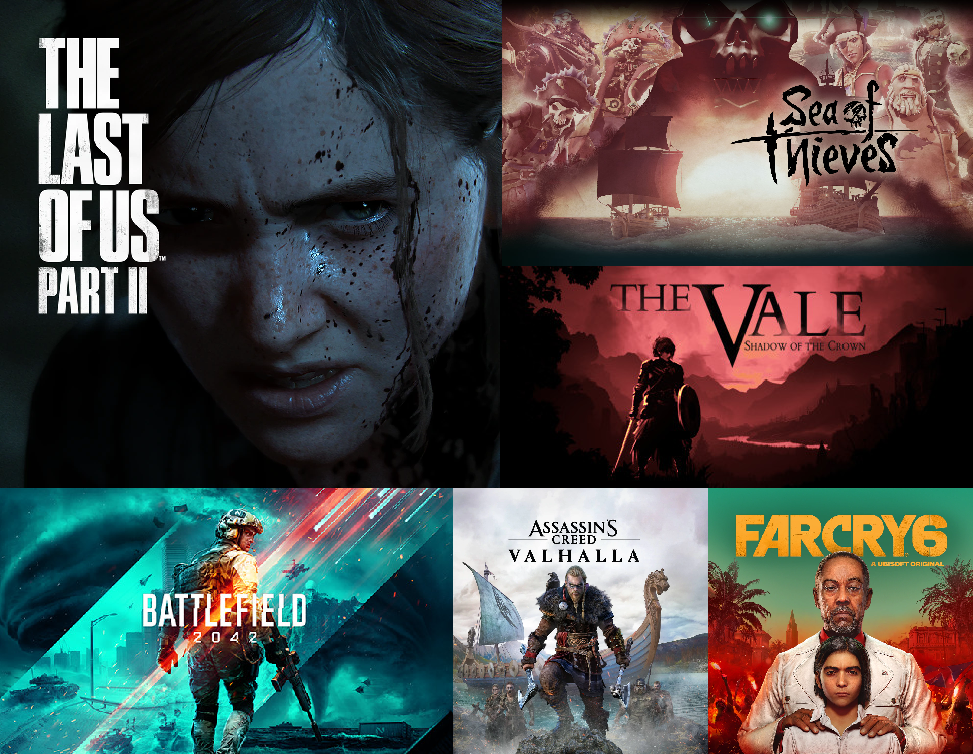 THE
LAST
OF US
PART II
™
Sea of
Thieves
THE VALE
SHADOW OF THE CROWN
BATTLEFIELD
2042
ASSASSIN'S
CREED
VALHALLA
FARCRY6
A UBISOFT ORIGINAL